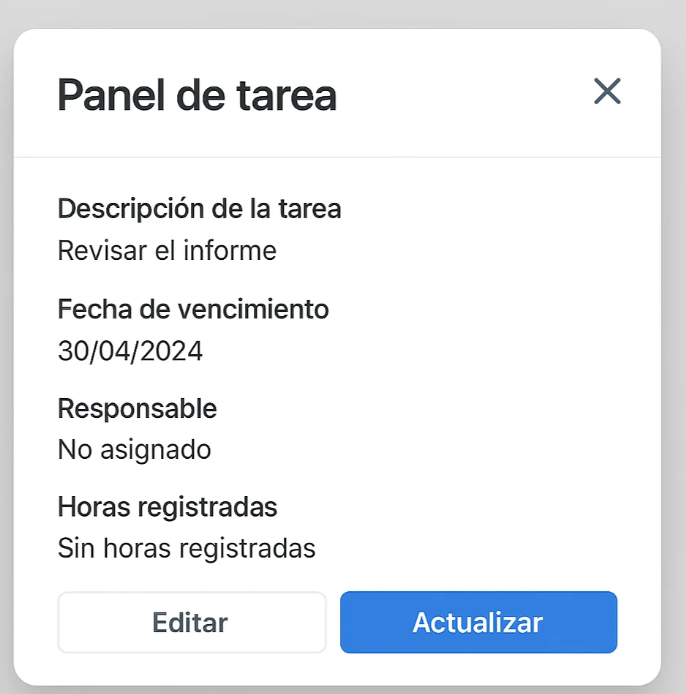 Panel de tarea
Descripción de la tarea
Revisar el informe
Fecha de vencimiento
30/04/2024
Responsable
No asignado
Horas registradas
Sin horas registradas
Editar
Actualizar